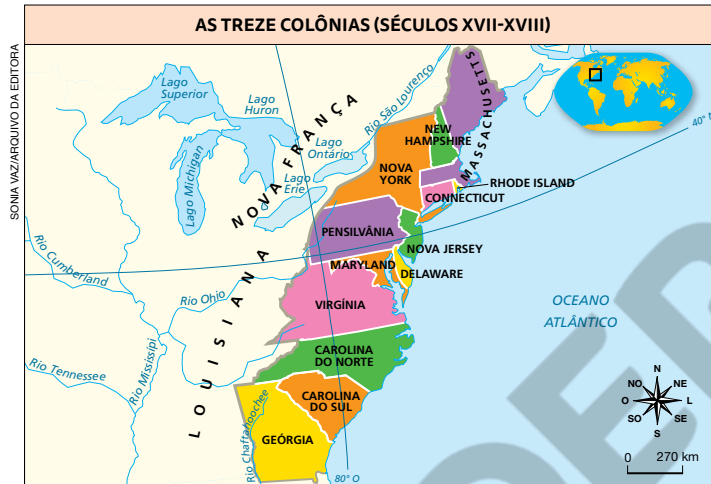 AS TREZE COLÔNIAS (SÉCULOS XVII-XVIII)
SONIA VAZ/ARQUIVO DA EDITORA
Lago
Superior
Lago
Huron
Lago Michigan
Lago
Ontário
Lago
Erie
Rio São Lourenço
NOVA FRANÇA
LOUISIANA
MASSACHUSETTS
NEW
HAMPSHIRE
NOVA
YORK
RHODE ISLAND
CONNECTICUT
PENSILVÂNIA
NOVA JERSEY
MARYLAND
DELAWARE
VIRGÍNIA
CAROLINA
DO NORTE
CAROLINA
DO SUL
GEÓRGIA
Rio Cumberland
Rio Ohio
Rio Mississipi
Rio Tennessee
Rio Chaftahoochee
OCEANO
ATLÂNTICO
40° N
80° O
N
NO
NE
O
L
SO
SE
S
0 270 km